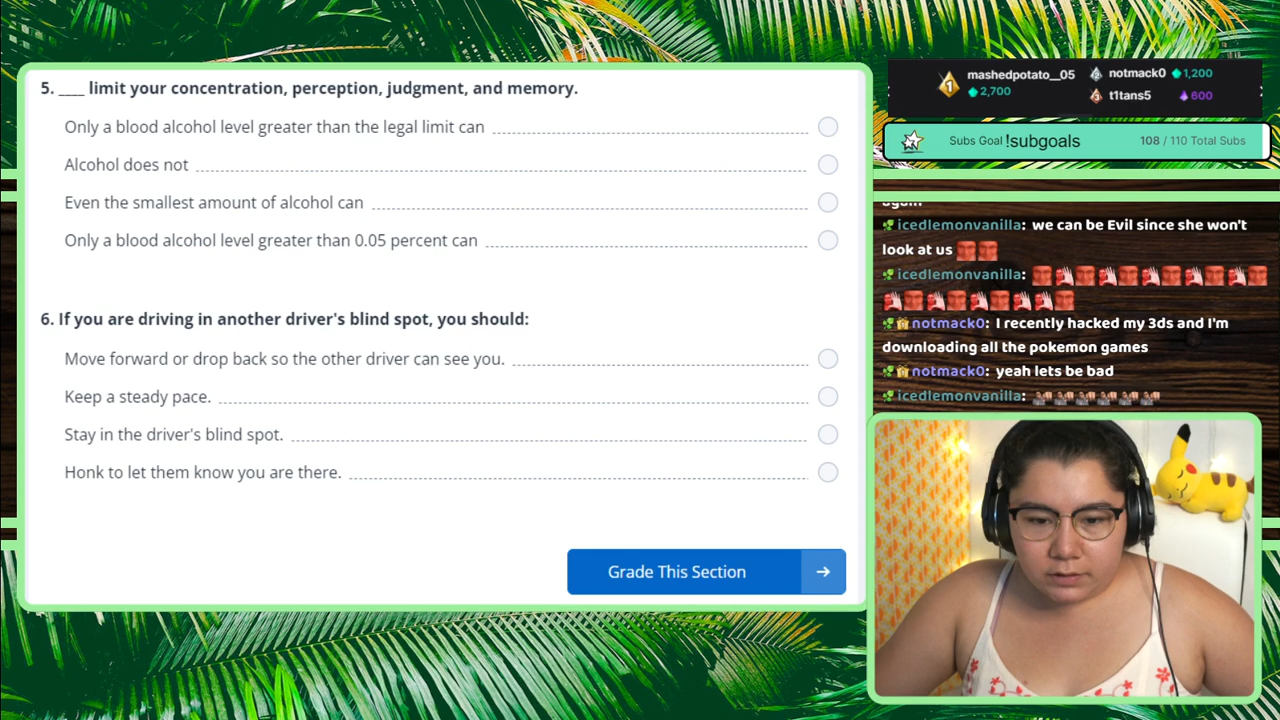 5. ____ limit your concentration, perception, judgment, and memory.
Only a blood alcohol level greater than the legal limit can
Alcohol does not
Even the smallest amount of alcohol can
Only a blood alcohol level greater than 0.05 percent can
6. If you are driving in another driver's blind spot, you should:
Move forward or drop back so the other driver can see you.
Keep a steady pace.
Stay in the driver's blind spot.
Honk to let them know you are there.
Grade This Section
1 mashedpotato__05
2,700
2 notmack0 1,200
3 t1tans5 600
Subs Goal !subgoals 108 / 110 Total Subs
again
icedlemonvanilla: we can be Evil since she won't
look at us
icedlemonvanilla:
notmack0: I recently hacked my 3ds and I'm
downloading all the pokemon games
notmack0: yeah lets be bad
icedlemonvanilla: